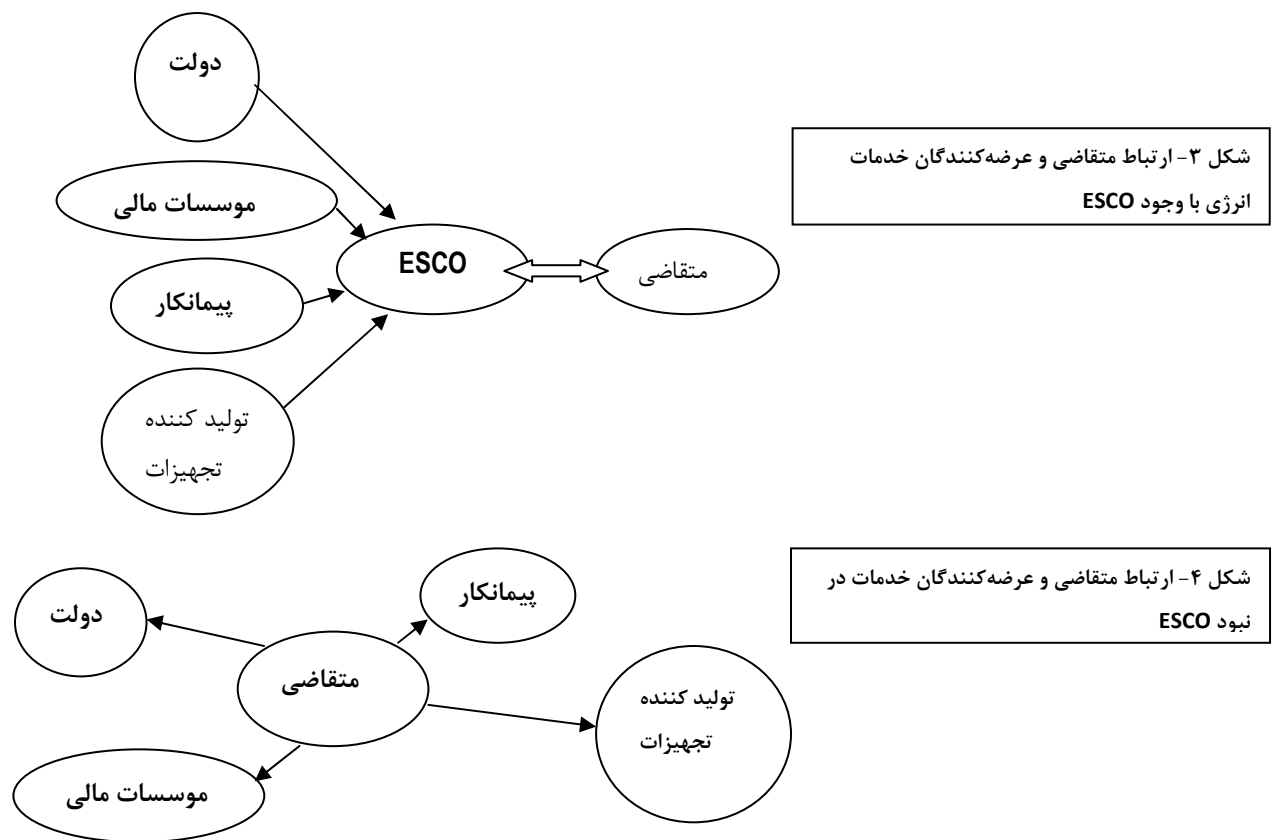 دولت
شکل ۳- ارتباط متقاضی و عرضه‌کنندگان خدمات
انرژی با وجود ESCO
موسسات مالی
ESCO
متقاضی
پیمانکار
تولید کننده
تجهیزات
شکل ۴- ارتباط متقاضی و عرضه‌کنندگان خدمات در
نبود ESCO
پیمانکار
دولت
متقاضی
تولید کننده
تجهیزات
موسسات مالی